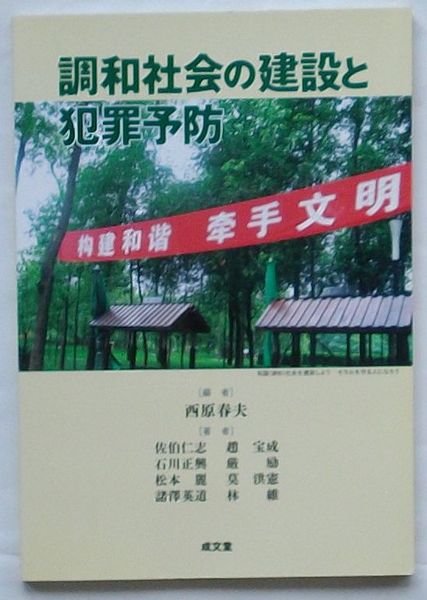 調和社会の建設と
犯罪予防
构建和谐 牵手文明
[編 者]
西原春夫
[著 者]
佐伯仁志 趙 宝成
石川正興 厳 励
松本 麗 莫 洪憲
諸澤英道 林 維
成文堂